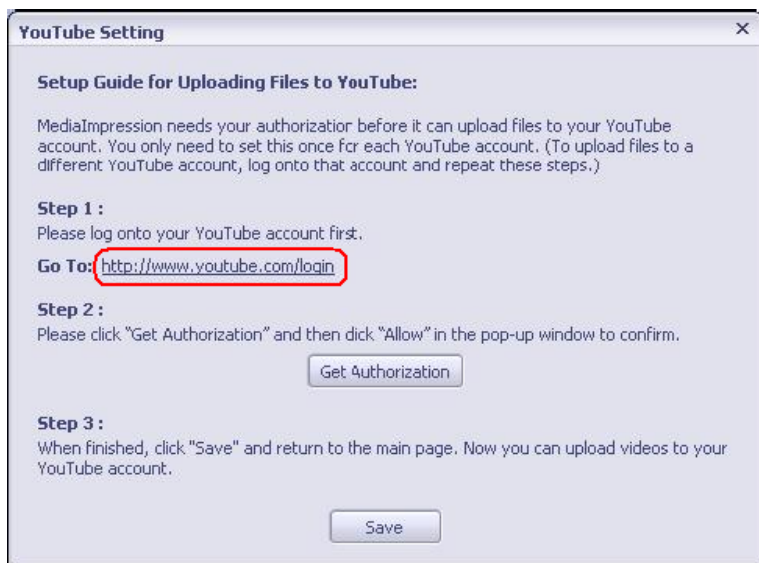 YouTube Setting
Setup Guide for Uploading Files to YouTube:
MediaImpression needs your authorization before it can upload files to your YouTube
account. You only need to set this once for each YouTube account. (To upload files to a
different YouTube account, log onto that account and repeat these steps.)
Step 1 :
Please log onto your YouTube account first.
Go To: http://www.youtube.com/login
Step 2 :
Please click "Get Authorization" and then click "Allow" in the pop-up window to confirm.
Get Authorization
Step 3 :
When finished, click "Save" and return to the main page. Now you can upload videos to your
YouTube account.
Save